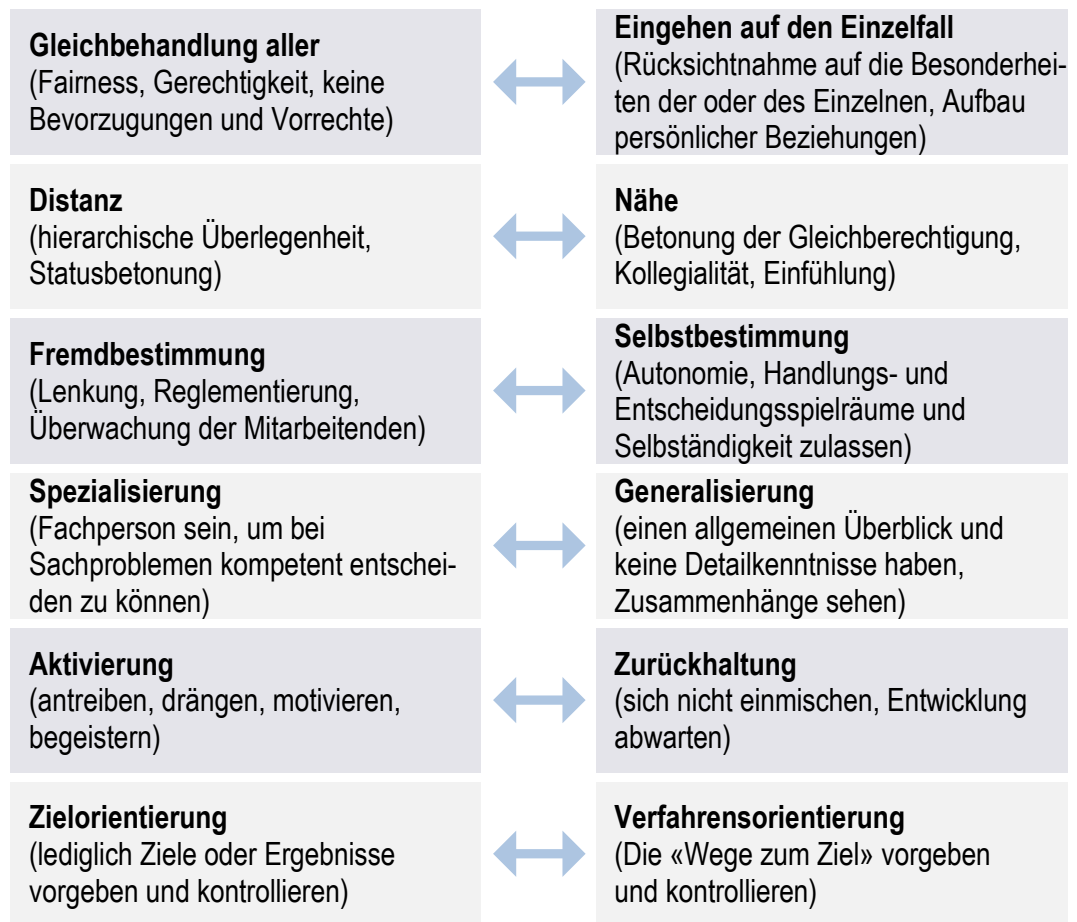 Gleichbehandlung aller
(Fairness, Gerechtigkeit, keine
Bevorzugungen und Vorrechte)
Eingehen auf den Einzelfall
(Rücksichtnahme auf die Besonderhei-
ten der oder des Einzelnen, Aufbau
persönlicher Beziehungen)
Distanz
(hierarchische Überlegenheit,
Statusbetonung)
Nähe
(Betonung der Gleichberechtigung,
Kollegialität, Einfühlung)
Fremdbestimmung
(Lenkung, Reglementierung,
Überwachung der Mitarbeitenden)
Selbstbestimmung
(Autonomie, Handlungs- und
Entscheidungsspielräume und
Selbständigkeit zulassen)
Spezialisierung
(Fachperson sein, um bei
Sachproblemen kompetent entschei-
den zu können)
Generalisierung
(einen allgemeinen Überblick und
keine Detailkenntnisse haben,
Zusammenhänge sehen)
Aktivierung
(antreiben, drängen, motivieren,
begeistern)
Zurückhaltung
(sich nicht einmischen, Entwicklung
abwarten)
Zielorientierung
(lediglich Ziele oder Ergebnisse
vorgeben und kontrollieren)
Verfahrensorientierung
(Die «Wege zum Ziel» vorgeben
und kontrollieren)